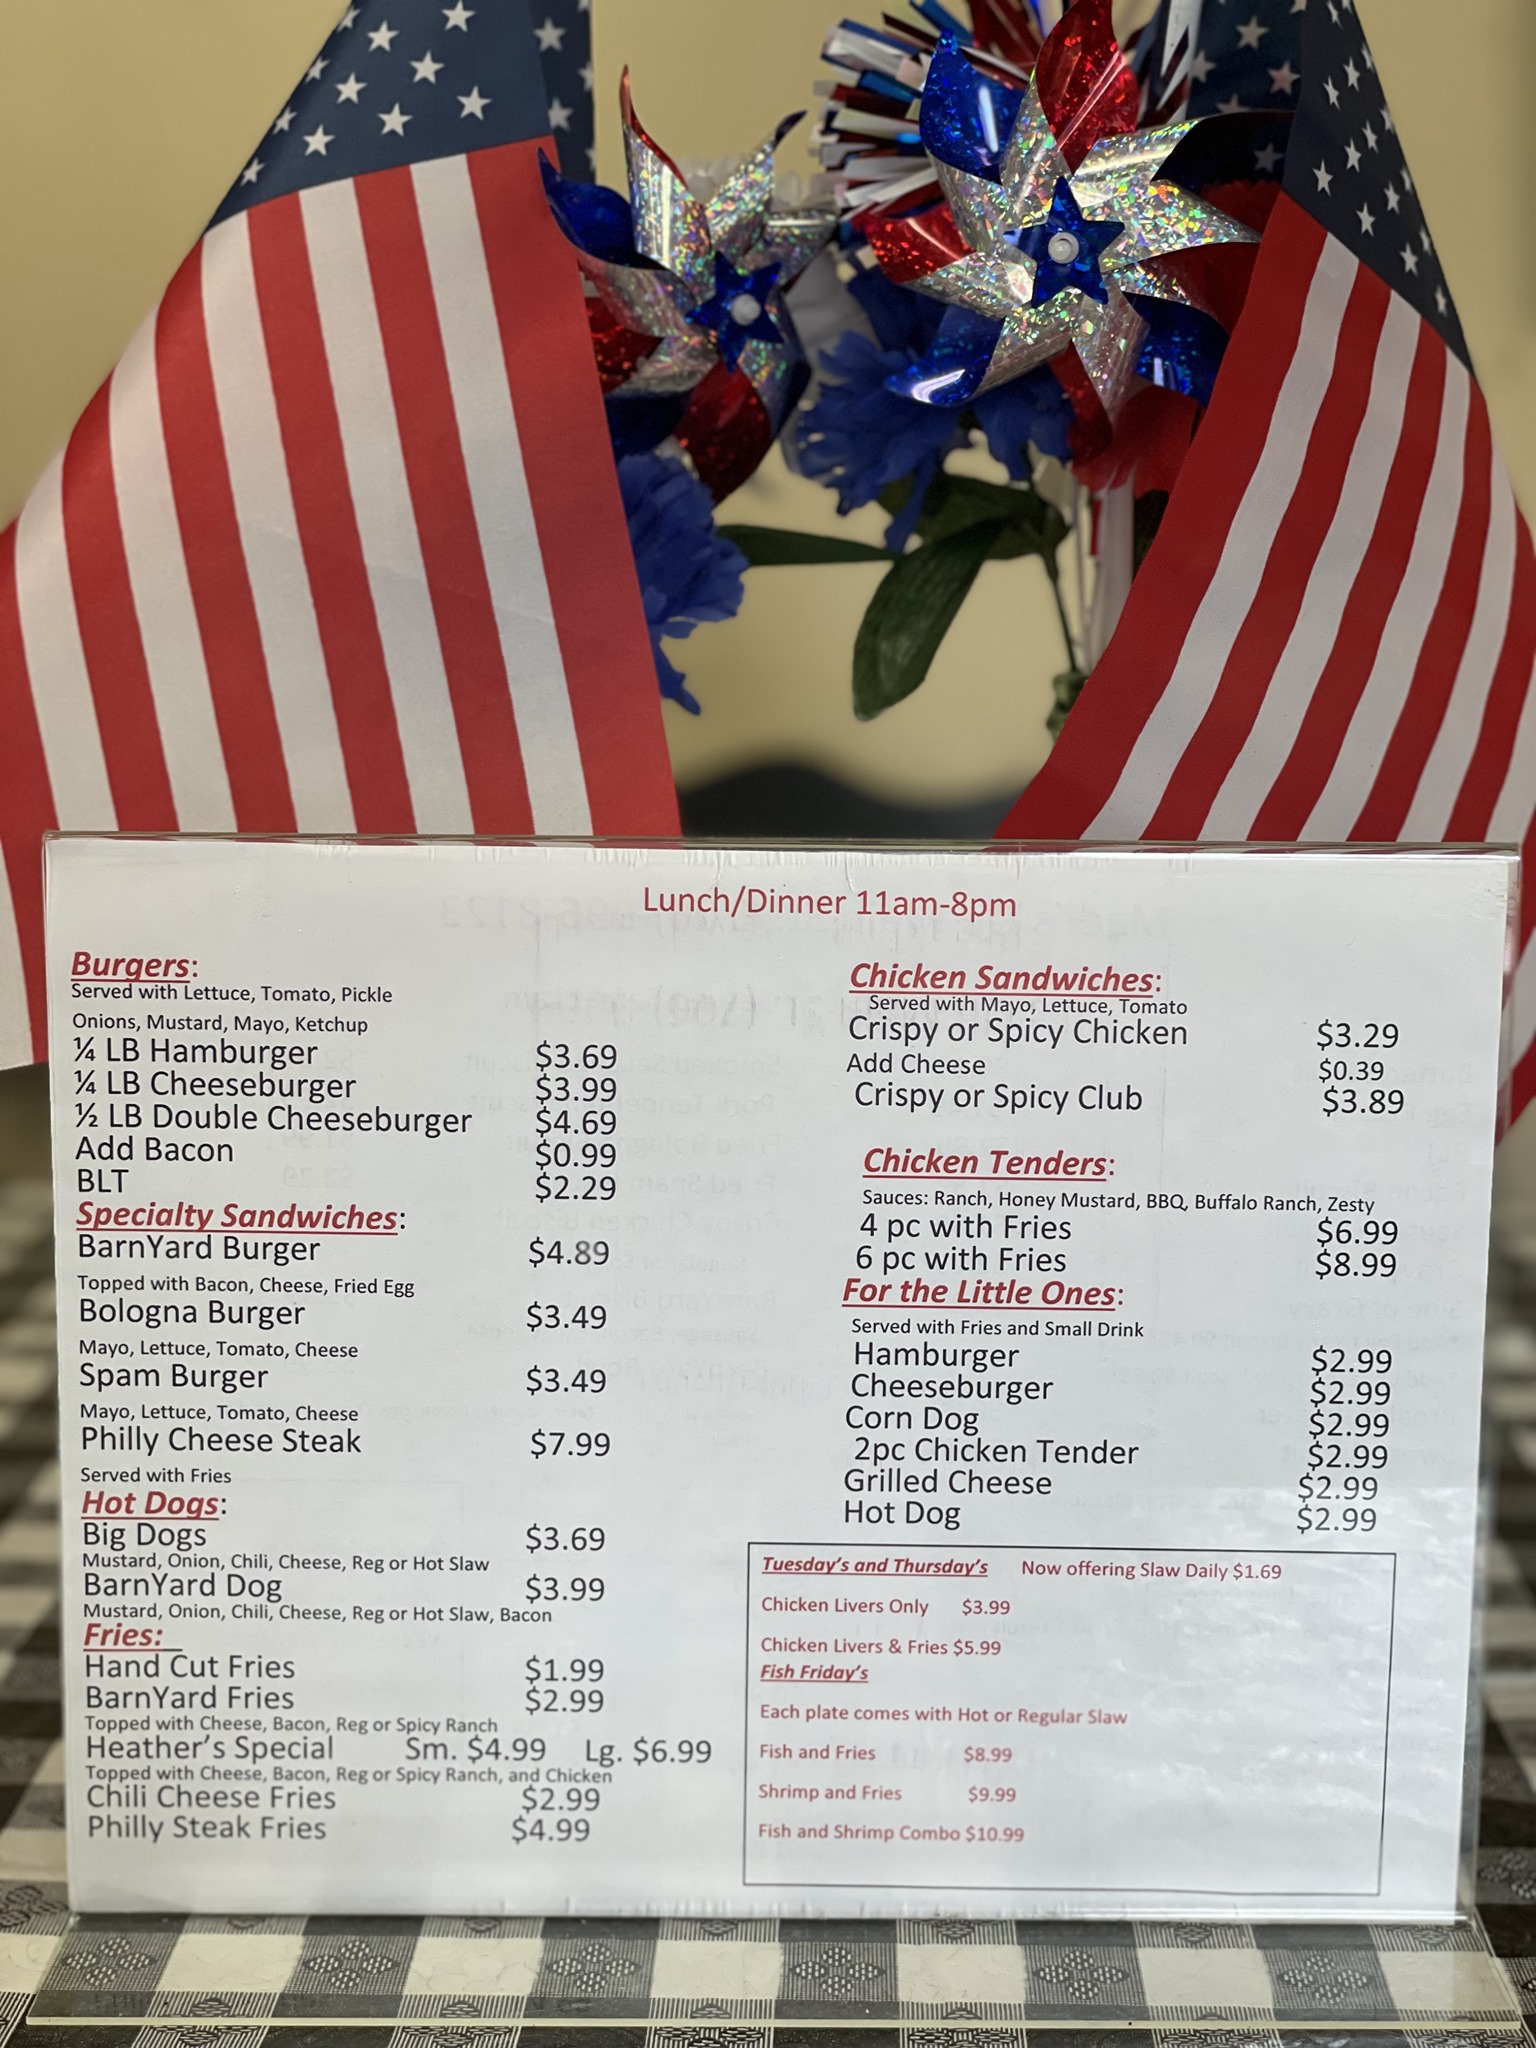 Lunch/Dinner 11am-8pm
Burgers:
Served with Lettuce, Tomato, Pickle
Onions, Mustard, Mayo, Ketchup
¼ LB Hamburger $3.69
¼ LB Cheeseburger $3.99
½ LB Double Cheeseburger $4.69
Add Bacon $0.99
BLT $2.29
Specialty Sandwiches:
BarnYard Burger $4.89
Topped with Bacon, Cheese, Fried Egg
Bologna Burger $3.49
Mayo, Lettuce, Tomato, Cheese
Spam Burger $3.49
Mayo, Lettuce, Tomato, Cheese
Philly Cheese Steak $7.99
Served with Fries
Hot Dogs:
Big Dogs $3.69
Mustard, Onion, Chili, Cheese, Reg or Hot Slaw
BarnYard Dog $3.99
Mustard, Onion, Chili, Cheese, Reg or Hot Slaw, Bacon
Fries:
Hand Cut Fries $1.99
BarnYard Fries $2.99
Topped with Cheese, Bacon, Reg or Spicy Ranch
Heather's Special Sm. $4.99 Lg. $6.99
Topped with Cheese, Bacon, Reg or Spicy Ranch, and Chicken
Chili Cheese Fries $2.99
Philly Steak Fries $4.99
Chicken Sandwiches:
Served with Mayo, Lettuce, Tomato
Crispy or Spicy Chicken $3.29
Add Cheese $0.39
Crispy or Spicy Club $3.89
Chicken Tenders:
Sauces: Ranch, Honey Mustard, BBQ, Buffalo Ranch, Zesty
4 pc with Fries $6.99
6 pc with Fries $8.99
For the Little Ones:
Served with Fries and Small Drink
Hamburger $2.99
Cheeseburger $2.99
Corn Dog $2.99
2pc Chicken Tender $2.99
Grilled Cheese $2.99
Hot Dog $2.99
Tuesday's and Thursday's Now offering Slaw Daily $1.69
Chicken Livers Only $3.99
Chicken Livers & Fries $5.99
Fish Friday's
Each plate comes with Hot or Regular Slaw
Fish and Fries $8.99
Shrimp and Fries $9.99
Fish and Shrimp Combo $10.99